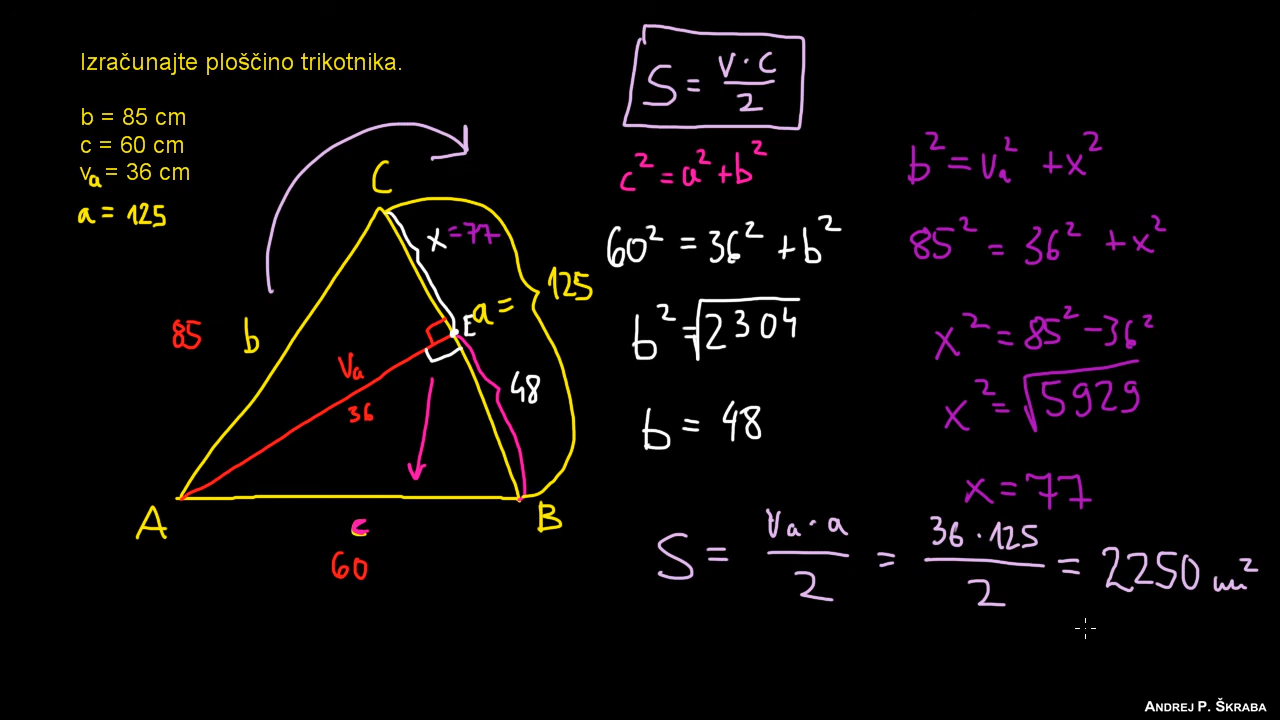 Izračunajte ploščino trikotnika.
b = 85 cm
c = 60 cm
vₐ = 36 cm
a = 125
C
x = 77
E
a =
125
85
b
vₐ
36
48
A
B
c
60
S = v · c / 2
c² = a² + b²
60² = 36² + b²
b² = √2304
b = 48
b² = vₐ² + x²
85² = 36² + x²
x² = 85² - 36²
x² = √5929
x = 77
S = vₐ · a / 2 = 36 · 125 / 2 = 2250 cm²
ANDREJ P. ŠKRABA